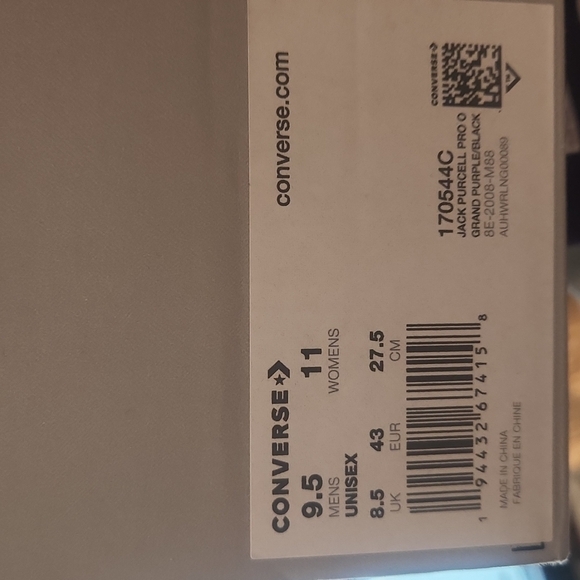 CONVERSE
9.5 11
MENS WOMENS
UNISEX
8.5 43 27.5
UK EUR CM
1 94432 67415 8
MADE IN CHINA
FABRIQUE EN CHINE
converse.com
CONVERSE
170544C
JACK PURCELL PRO O
GRAND PURPLE/BLACK
8E-2008-M88
AUHWRLNG00089